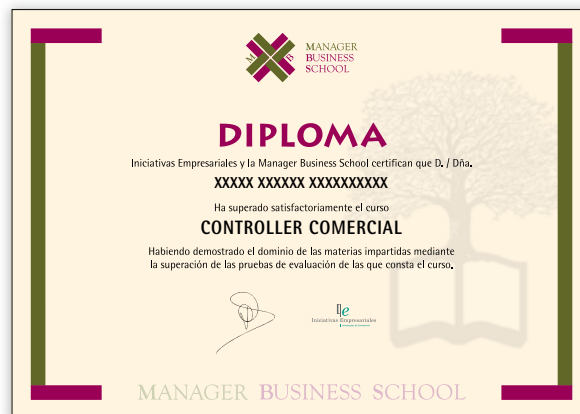 M B
MANAGER
BUSINESS
SCHOOL
DIPLOMA
Iniciativas Empresariales y la Manager Business School certifican que D. / Dña.
XXXXX XXXXXX XXXXXXXXXX
Ha superado satisfactoriamente el curso
CONTROLLER COMERCIAL
Habiendo demostrado el dominio de las materias impartidas mediante
la superación de las pruebas de evaluación de las que consta el curso.
Iniciativas Empresariales
MANAGER BUSINESS SCHOOL